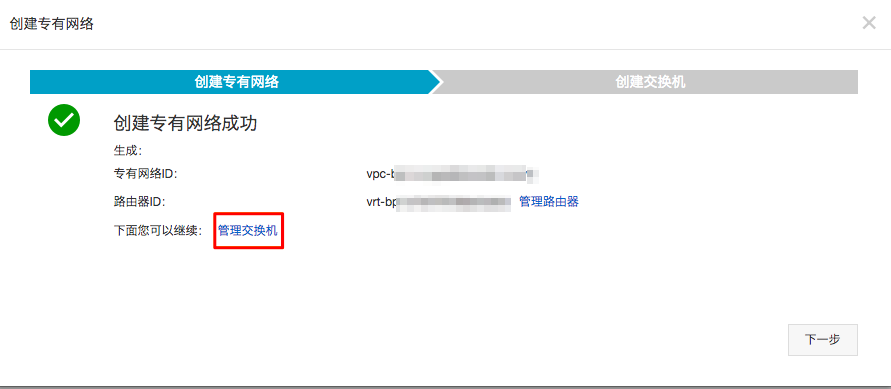 创建专有网络
创建专有网络 创建交换机
创建专有网络成功
生成:
专有网络ID: vpc-
路由器ID: vrt-bp 管理路由器
下面您可以继续: 管理交换机
下一步